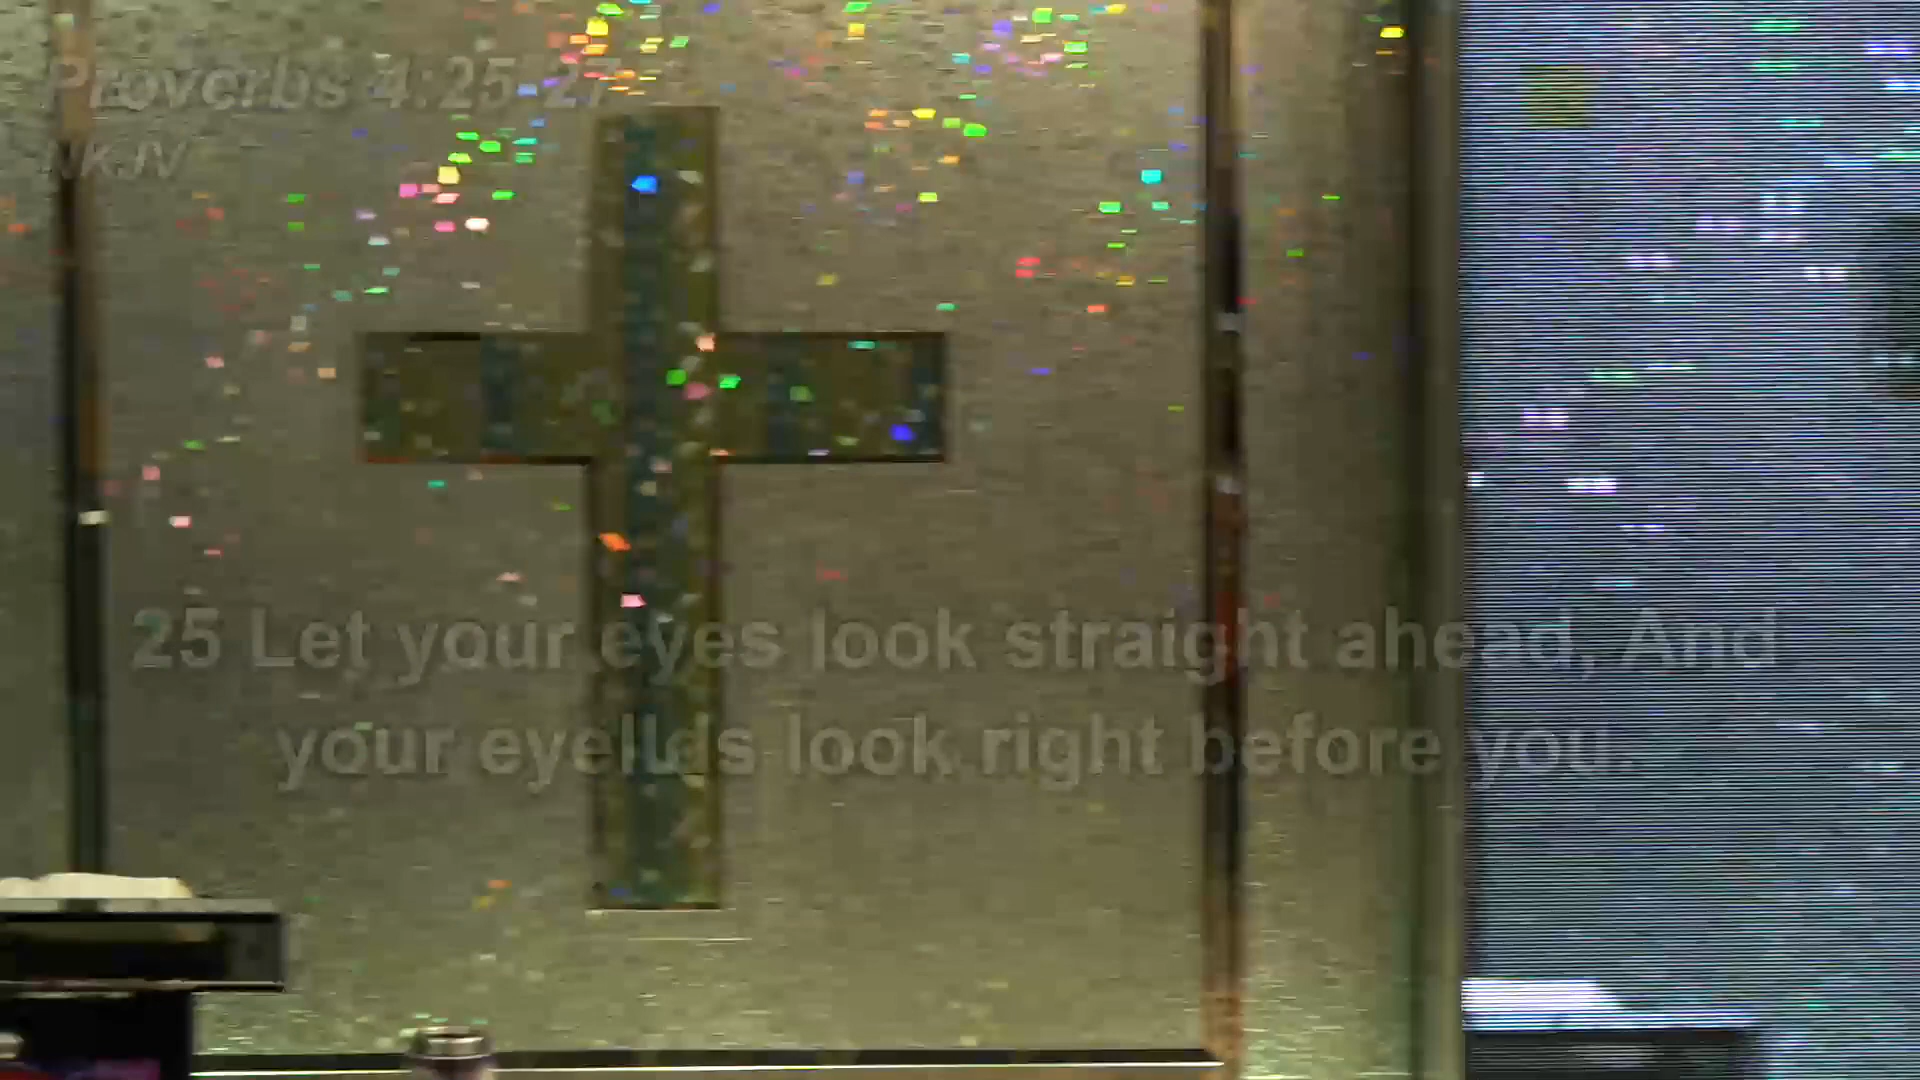 Proverbs 4:25-27
NKJV
25 Let your eyes look straight ahead, And
your eyelids look right before you.